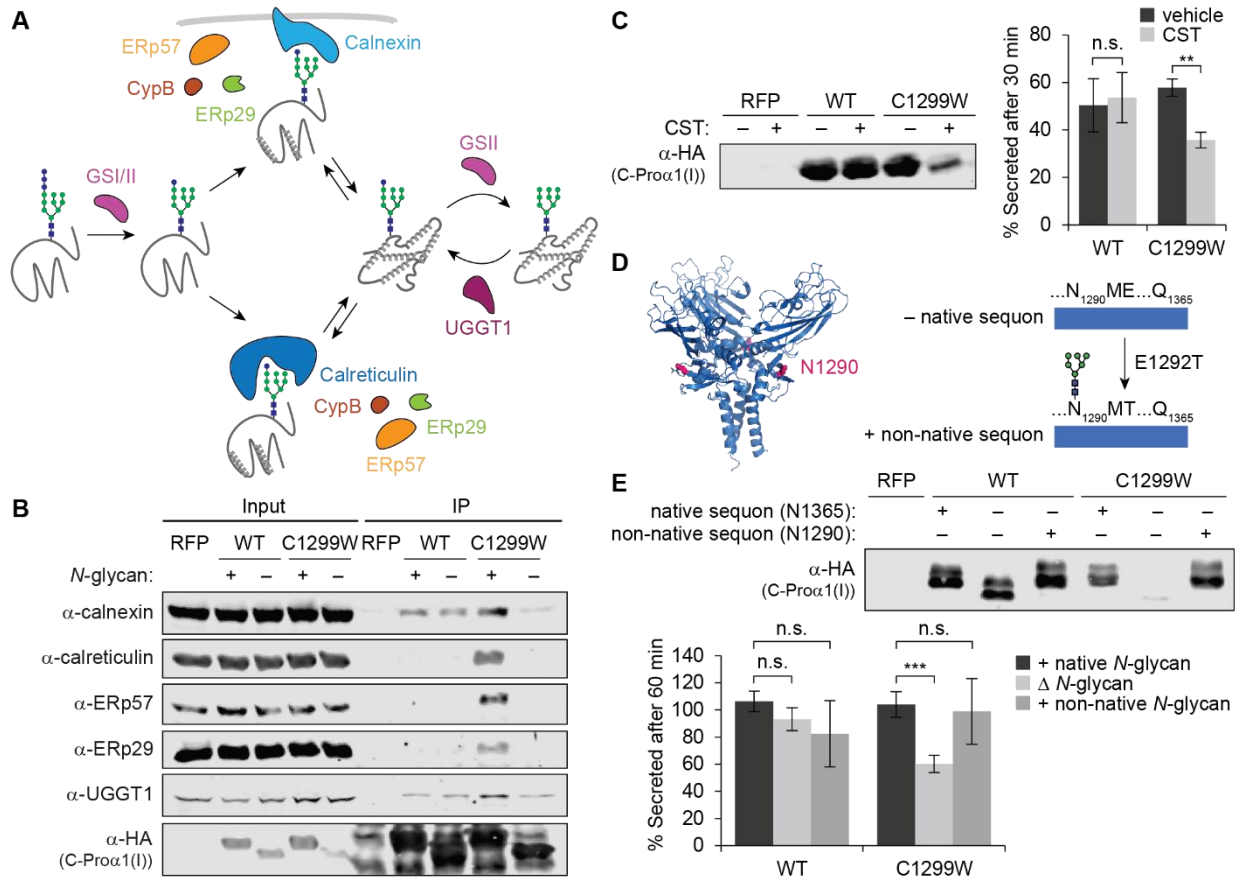 A
ERp57
Calnexin
CypB
ERp29
GSI/II
GSII
UGGT1
Calreticulin
CypB
ERp29
ERp57
B
Input IP
RFP WT C1299W RFP WT C1299W
N-glycan: + – + – + – + –
α-calnexin
α-calreticulin
α-ERp57
α-ERp29
α-UGGT1
α-HA
(C-Proα1(I))
C
RFP WT C1299W
CST: – + – + – +
α-HA
(C-Proα1(I))
vehicle
CST
% Secreted after 30 min
80
60
40
20
0
n.s.
**
WT C1299W
D
N1290
...N1290ME...Q1365
– native sequon
E1292T
...N1290MT...Q1365
+ non-native sequon
E
RFP WT C1299W
native sequon (N1365): – + – – + – –
non-native sequon (N1290): – – – + – – +
α-HA
(C-Proα1(I))
% Secreted after 60 min
140
120
100
80
60
40
20
0
n.s.
n.s.
n.s.
***
WT C1299W
+ native N-glycan
Δ N-glycan
+ non-native N-glycan